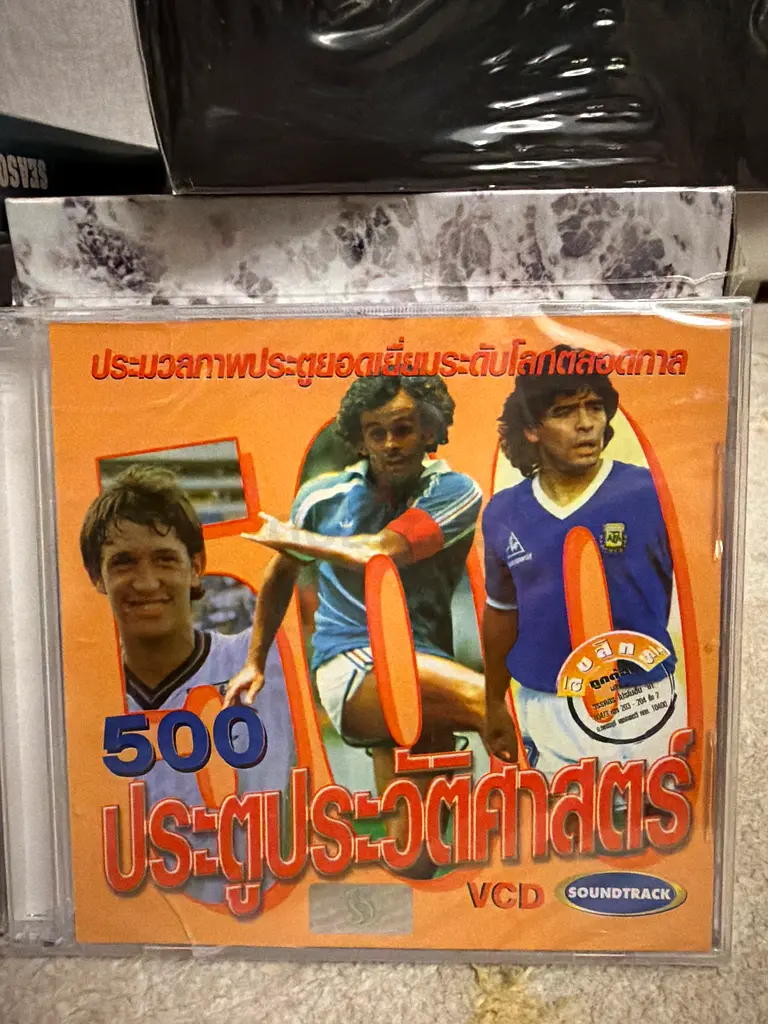 SEASO
ประมวลภาพประตูยอดเยี่ยมระดับโลกตลอดกาล
AFA
500
ประตูประวัติศาสตร์
VCD
SOUNDTRACK